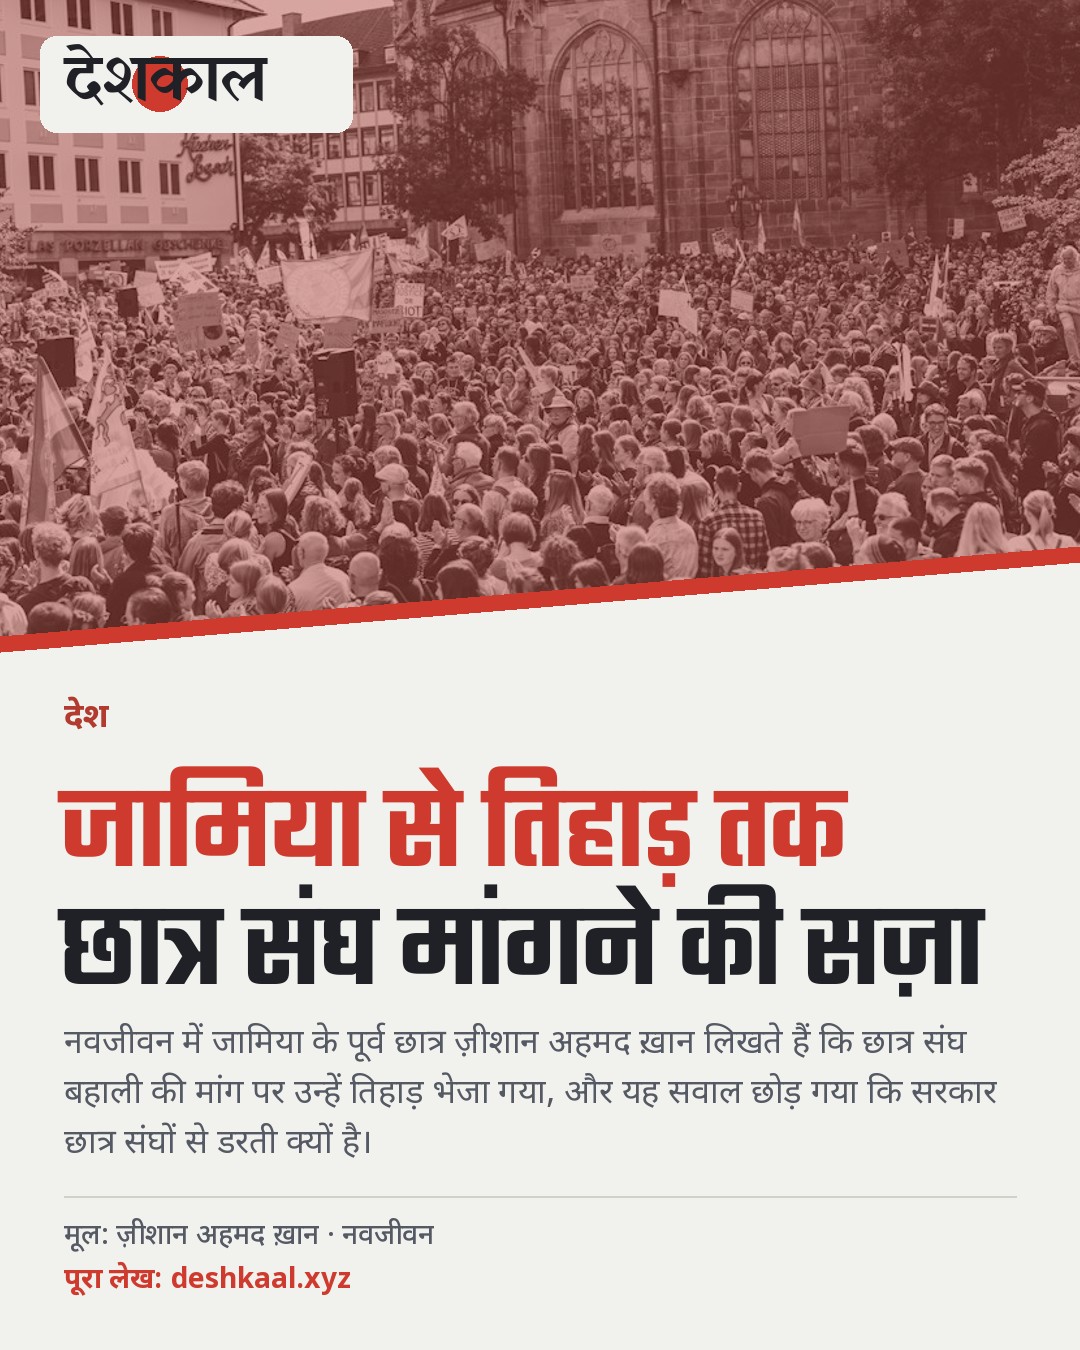 देशकाल
देश
जामिया से तिहाड़ तक
छात्र संघ मांगने की सज़ा
नवजीवन में जामिया के पूर्व छात्र ज़ीशान अहमद ख़ान लिखते हैं कि छात्र संघ
बहाली की मांग पर उन्हें तिहाड़ भेजा गया, और यह सवाल छोड़ गया कि सरकार
छात्र संघों से डरती क्यों है।
मूल: ज़ीशान अहमद ख़ान · नवजीवन
पूरा लेख: deshkaal.xyz